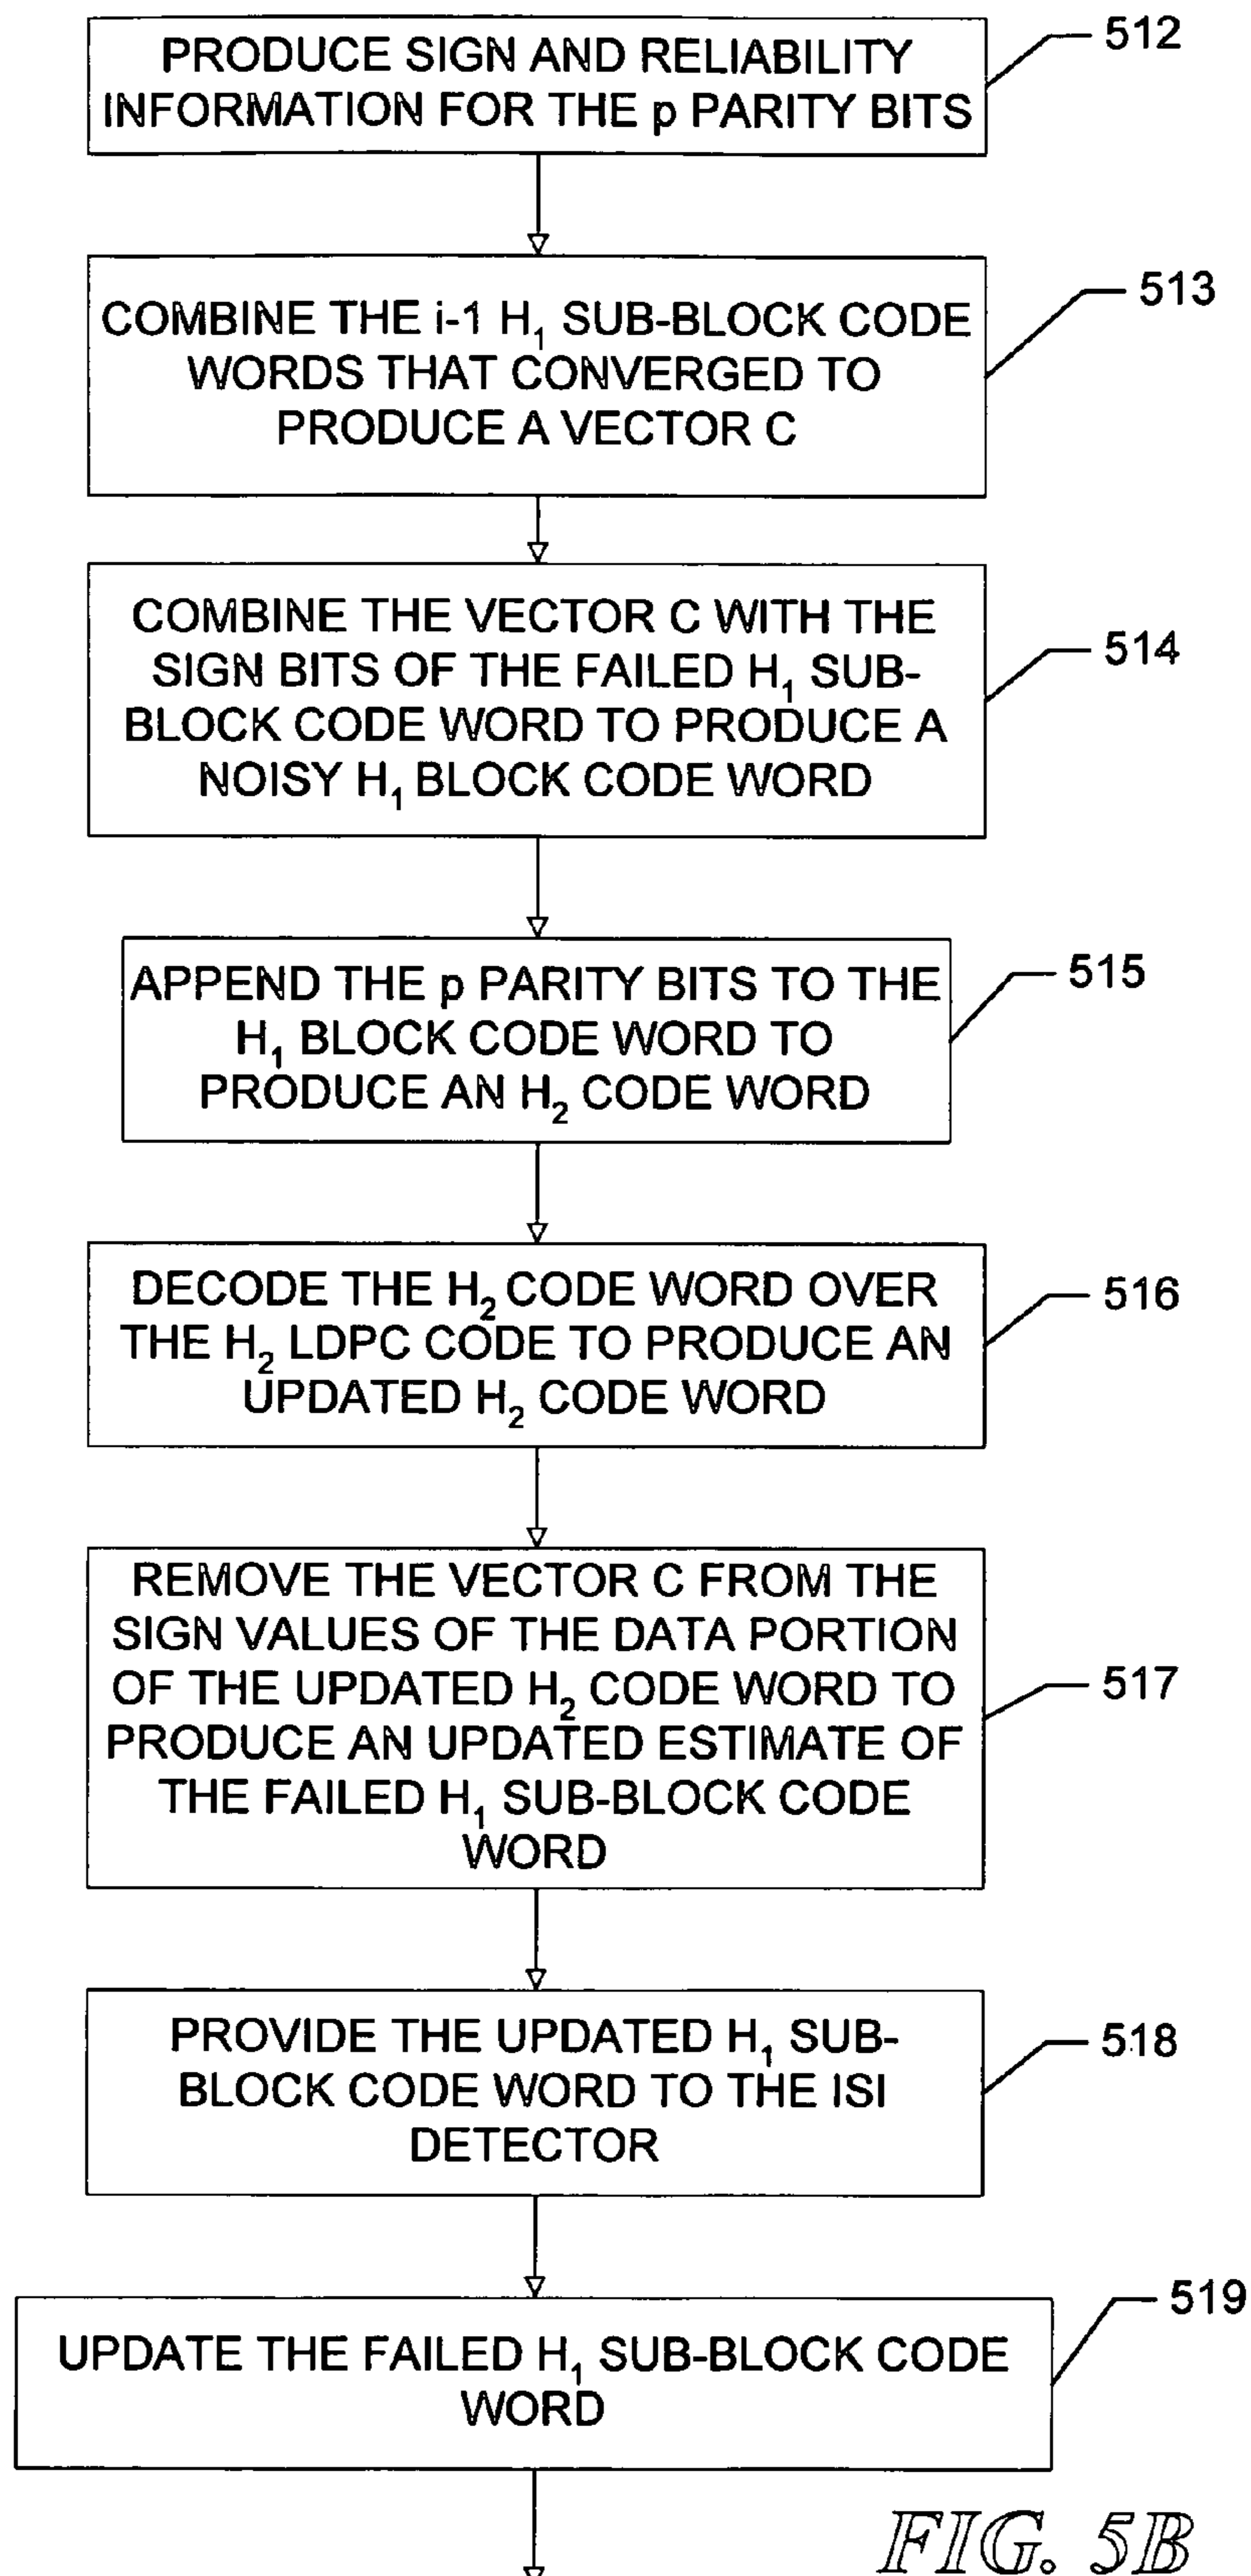 PRODUCE SIGN AND RELIABILITY
INFORMATION FOR THE p PARITY BITS
512
COMBINE THE i-1 H₁ SUB-BLOCK CODE
WORDS THAT CONVERGED TO
PRODUCE A VECTOR C
513
COMBINE THE VECTOR C WITH THE
SIGN BITS OF THE FAILED H₁ SUB-
BLOCK CODE WORD TO PRODUCE A
NOISY H₁ BLOCK CODE WORD
514
APPEND THE p PARITY BITS TO THE
H₁ BLOCK CODE WORD TO
PRODUCE AN H₂ CODE WORD
515
DECODE THE H₂ CODE WORD OVER
THE H₂ LDPC CODE TO PRODUCE AN
UPDATED H₂ CODE WORD
516
REMOVE THE VECTOR C FROM THE
SIGN VALUES OF THE DATA PORTION
OF THE UPDATED H₂ CODE WORD TO
PRODUCE AN UPDATED ESTIMATE OF
THE FAILED H₁ SUB-BLOCK CODE
WORD
517
PROVIDE THE UPDATED H₁ SUB-
BLOCK CODE WORD TO THE ISI
DETECTOR
518
UPDATE THE FAILED H₁ SUB-BLOCK CODE
WORD
519
FIG. 5B